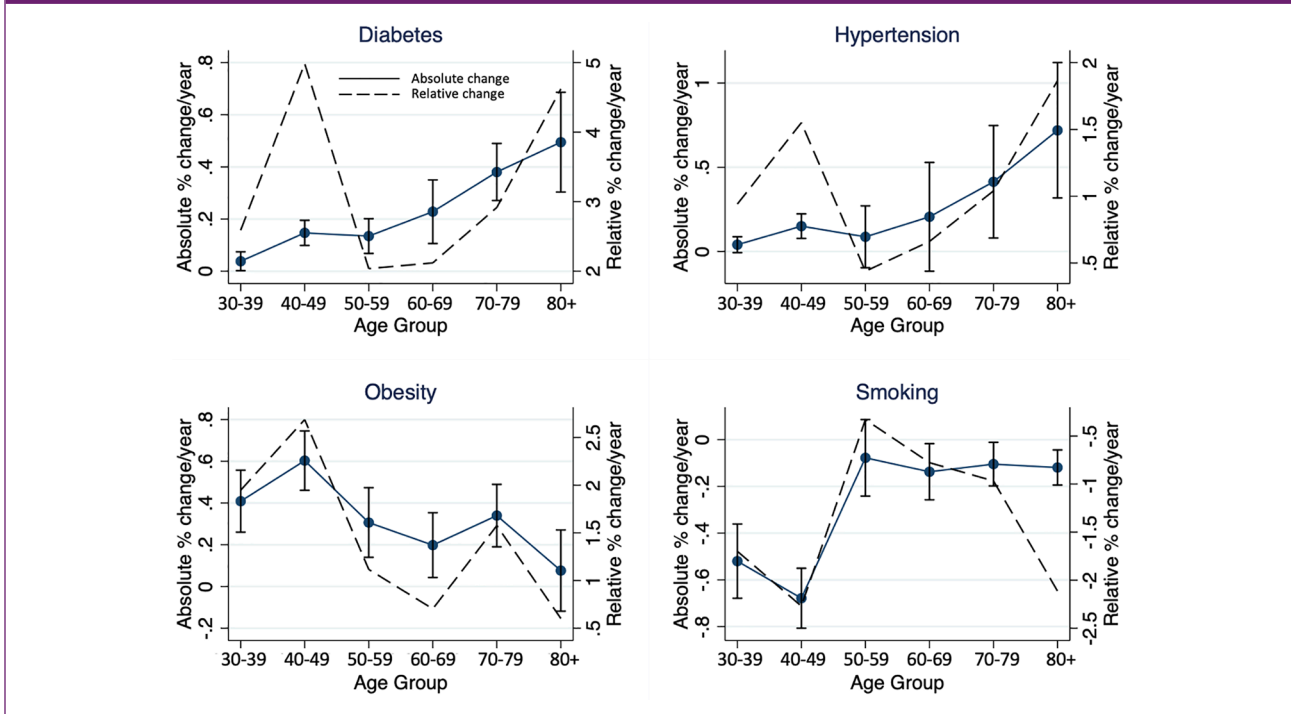 Diabetes
Absolute % change/year
.8
.6
.4
.2
0
Absolute change
Relative change
5
4
3
2
Relative % change/year
30-39 40-49 50-59 60-69 70-79 80+
Age Group
Hypertension
Absolute % change/year
1
.5
0
2
1.5
1
.5
Relative % change/year
30-39 40-49 50-59 60-69 70-79 80+
Age Group
Obesity
Absolute % change/year
.8
.6
.4
.2
0
-.2
2.5
2
1.5
1
.5
Relative % change/year
30-39 40-49 50-59 60-69 70-79 80+
Age Group
Smoking
Absolute % change/year
0
-.2
-.4
-.6
-.8
-.5
-1
-1.5
-2
-2.5
Relative % change/year
30-39 40-49 50-59 60-69 70-79 80+
Age Group